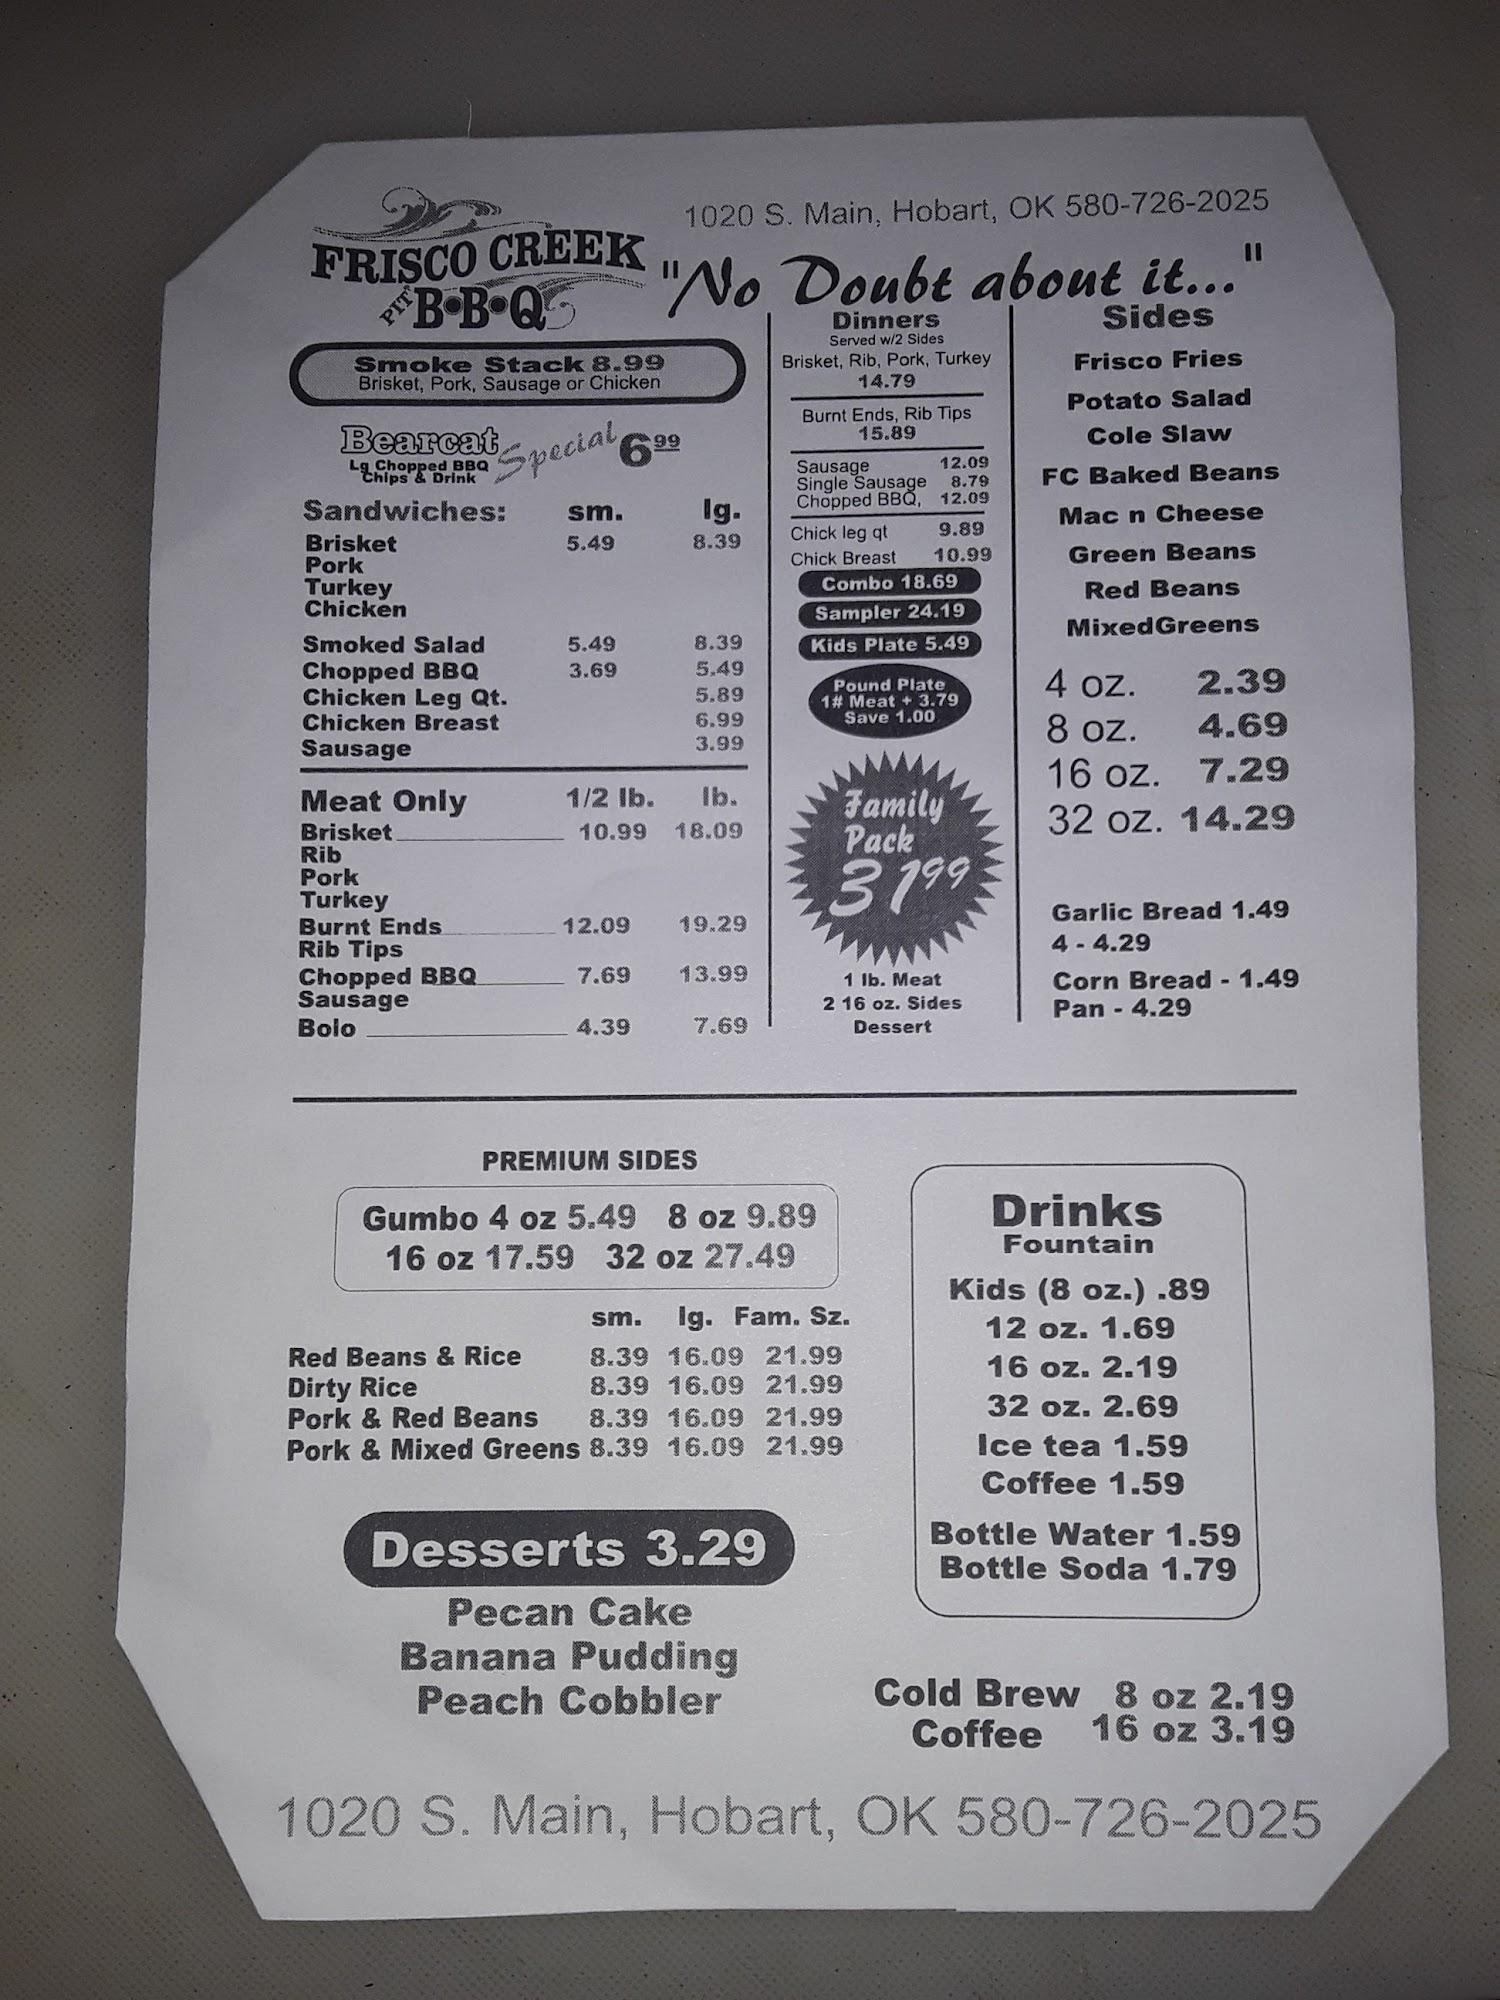 1020 S. Main, Hobart, OK 580-726-2025
FRISCO CREEK
PIT B•B•Q
"No Doubt about it..."
Smoke Stack 8.99
Brisket, Pork, Sausage or Chicken
Bearcat Special 6.99
Lg Chopped BBQ
Chips & Drink
Sandwiches: sm. lg.
Brisket 5.49 8.39
Pork
Turkey
Chicken
Smoked Salad 5.49 8.39
Chopped BBQ 3.69 5.49
Chicken Leg Qt. 5.89
Chicken Breast 6.99
Sausage 3.99
Meat Only 1/2 lb. lb.
Brisket 10.99 18.09
Rib
Pork
Turkey
Burnt Ends 12.09 19.29
Rib Tips
Chopped BBQ 7.69 13.99
Sausage
Bolo 4.39 7.69
Dinners
Served w/2 Sides
Brisket, Rib, Pork, Turkey
14.79
Burnt Ends, Rib Tips
15.89
Sausage 12.09
Single Sausage 8.79
Chopped BBQ, 12.09
Chick leg qt 9.89
Chick Breast 10.99
Combo 18.69
Sampler 24.19
Kids Plate 5.49
Pound Plate
1# Meat + 3.79
Save 1.00
Family
Pack
31.99
1 lb. Meat
2 16 oz. Sides
Dessert
Sides
Frisco Fries
Potato Salad
Cole Slaw
FC Baked Beans
Mac n Cheese
Green Beans
Red Beans
MixedGreens
4 oz. 2.39
8 oz. 4.69
16 oz. 7.29
32 oz. 14.29
Garlic Bread 1.49
4 - 4.29
Corn Bread - 1.49
Pan - 4.29
PREMIUM SIDES
Gumbo 4 oz 5.49 8 oz 9.89
16 oz 17.59 32 oz 27.49
sm. lg. Fam. Sz.
Red Beans & Rice 8.39 16.09 21.99
Dirty Rice 8.39 16.09 21.99
Pork & Red Beans 8.39 16.09 21.99
Pork & Mixed Greens 8.39 16.09 21.99
Desserts 3.29
Pecan Cake
Banana Pudding
Peach Cobbler
Drinks
Fountain
Kids (8 oz.) .89
12 oz. 1.69
16 oz. 2.19
32 oz. 2.69
Ice tea 1.59
Coffee 1.59
Bottle Water 1.59
Bottle Soda 1.79
Cold Brew 8 oz 2.19
Coffee 16 oz 3.19
1020 S. Main, Hobart, OK 580-726-2025